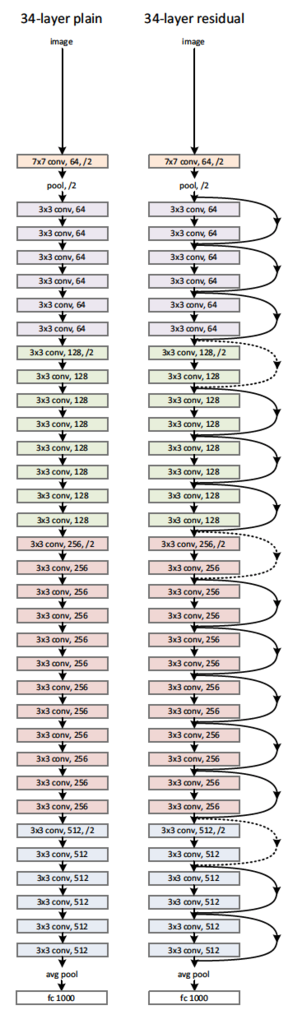 34-layer plain
image
7x7 conv, 64, /2
pool, /2
3x3 conv, 64
3x3 conv, 64
3x3 conv, 64
3x3 conv, 64
3x3 conv, 64
3x3 conv, 64
3x3 conv, 128, /2
3x3 conv, 128
3x3 conv, 128
3x3 conv, 128
3x3 conv, 128
3x3 conv, 128
3x3 conv, 128
3x3 conv, 128
3x3 conv, 256, /2
3x3 conv, 256
3x3 conv, 256
3x3 conv, 256
3x3 conv, 256
3x3 conv, 256
3x3 conv, 256
3x3 conv, 256
3x3 conv, 256
3x3 conv, 256
3x3 conv, 256
3x3 conv, 256
3x3 conv, 512, /2
3x3 conv, 512
3x3 conv, 512
3x3 conv, 512
3x3 conv, 512
3x3 conv, 512
avg pool
fc 1000
34-layer residual
image
7x7 conv, 64, /2
pool, /2
3x3 conv, 64
3x3 conv, 64
3x3 conv, 64
3x3 conv, 64
3x3 conv, 64
3x3 conv, 64
3x3 conv, 128, /2
3x3 conv, 128
3x3 conv, 128
3x3 conv, 128
3x3 conv, 128
3x3 conv, 128
3x3 conv, 128
3x3 conv, 128
3x3 conv, 256, /2
3x3 conv, 256
3x3 conv, 256
3x3 conv, 256
3x3 conv, 256
3x3 conv, 256
3x3 conv, 256
3x3 conv, 256
3x3 conv, 256
3x3 conv, 256
3x3 conv, 256
3x3 conv, 256
3x3 conv, 512, /2
3x3 conv, 512
3x3 conv, 512
3x3 conv, 512
3x3 conv, 512
3x3 conv, 512
avg pool
fc 1000